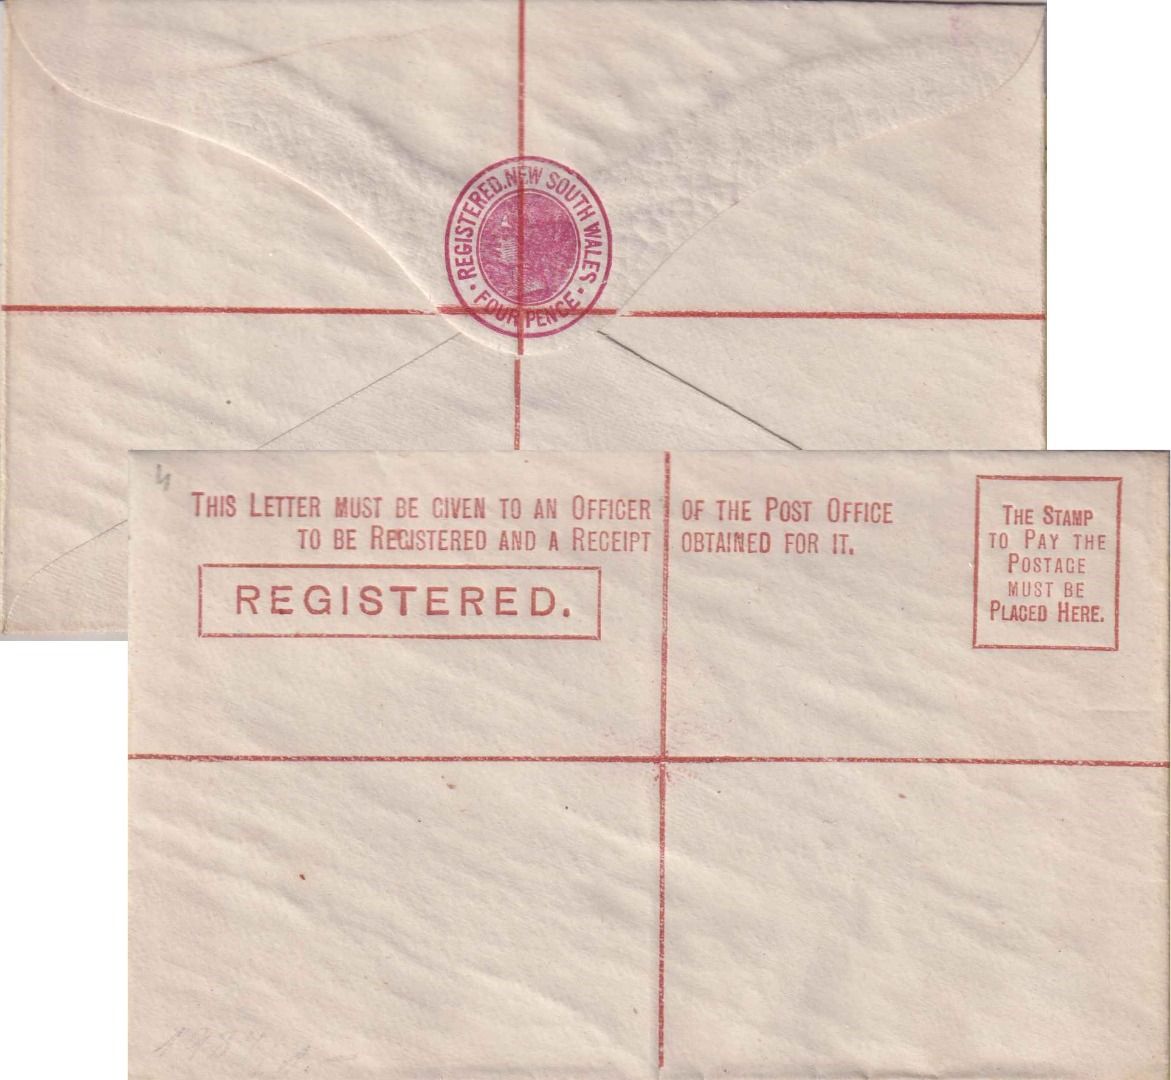 REGISTERED. NEW SOUTH WALES
FOUR PENCE
THIS LETTER MUST BE GIVEN TO AN OFFICER OF THE POST OFFICE
TO BE REGISTERED AND A RECEIPT OBTAINED FOR IT.
REGISTERED.
THE STAMP
TO PAY THE
POSTAGE
MUST BE
PLACED HERE.